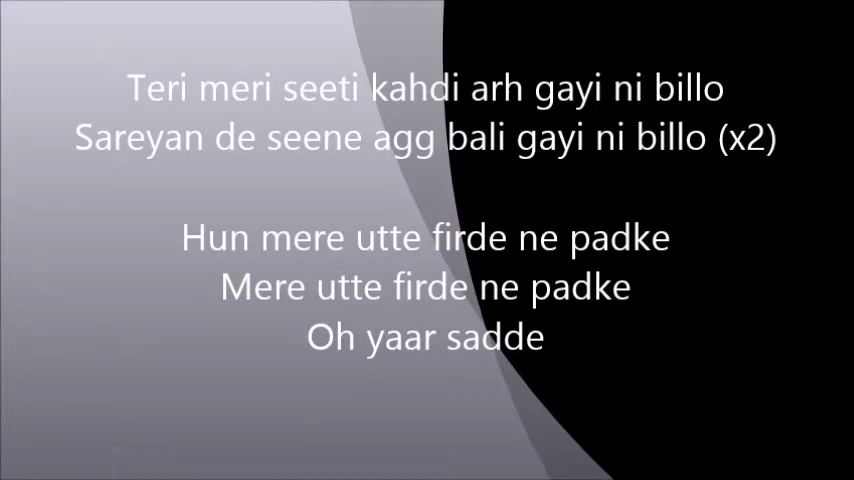 Teri meri seeti kahdi arh gayi ni billo
Sareyan de seene agg bali gayi ni billo (x2)
Hun mere utte firde ne padke
Mere utte firde ne padke
Oh yaar sadde